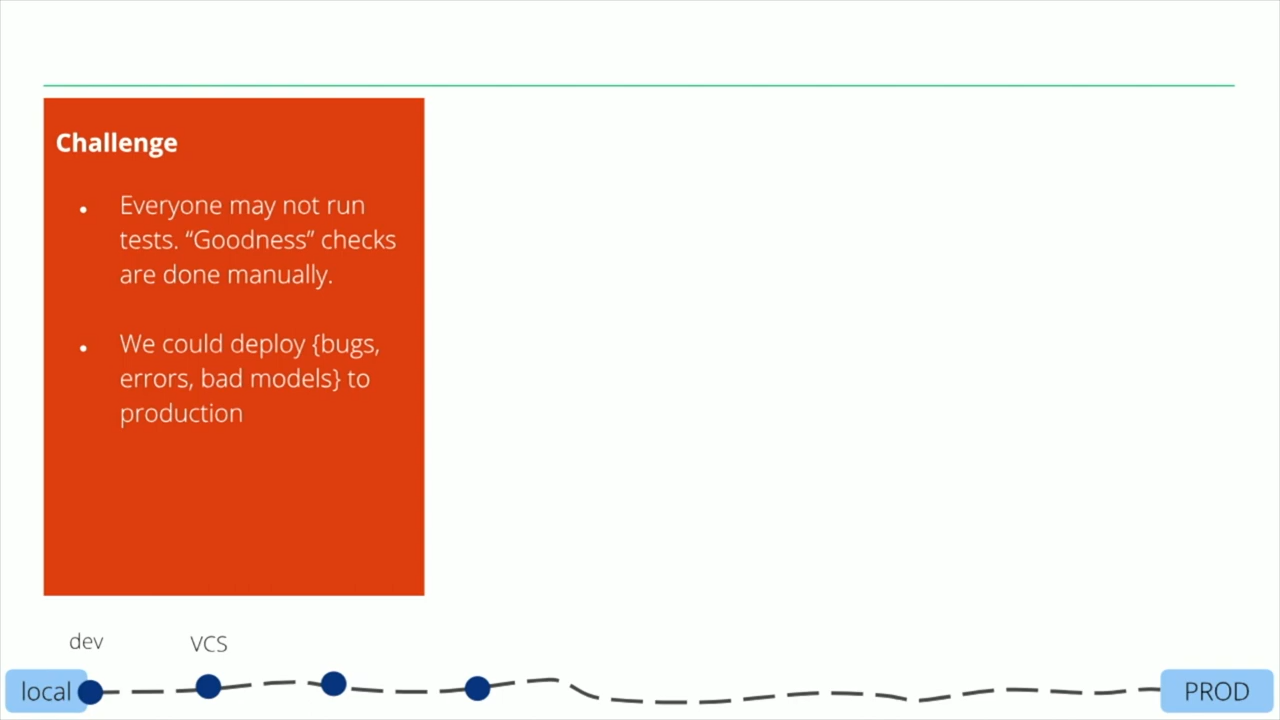 Challenge
• Everyone may not run
tests. “Goodness” checks
are done manually.
• We could deploy {bugs,
errors, bad models} to
production
dev
VCS
local
PROD